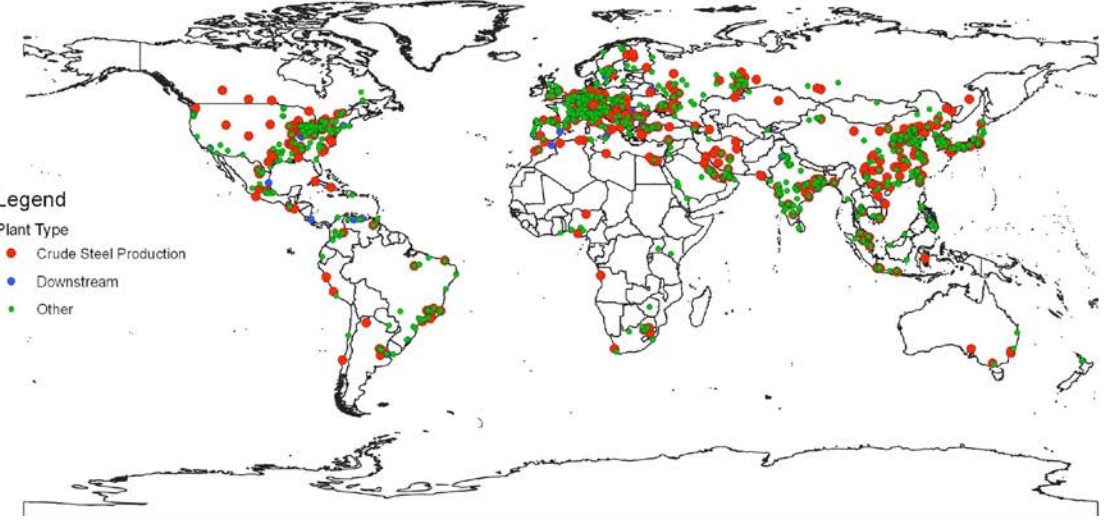 Legend
Plant Type
Crude Steel Production
Downstream
Other